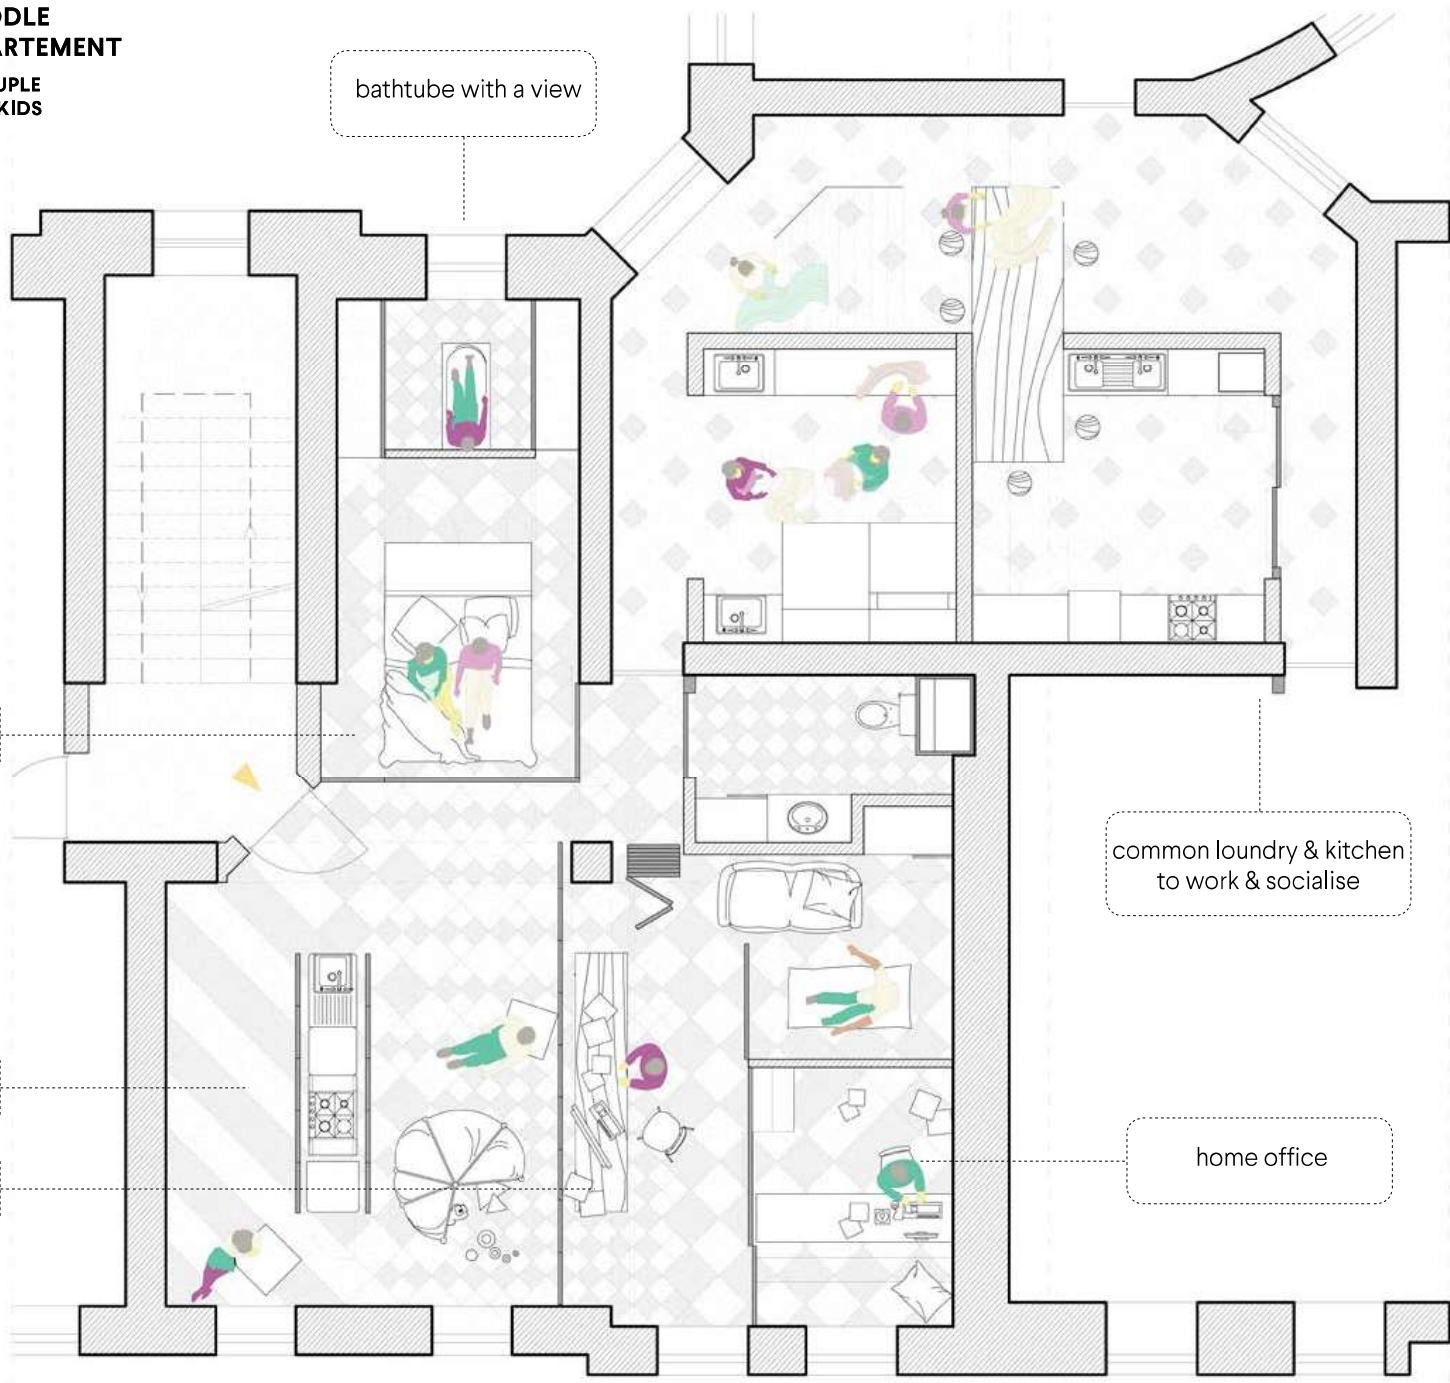 DDLE
ARTEMENT
UPLE
KIDS
bathtube with a view
common loundry & kitchen
to work & socialise
home office